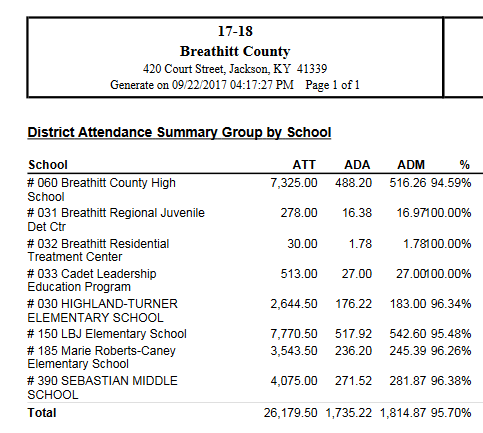 17-18
Breathitt County
420 Court Street, Jackson, KY 41339
Generate on 09/22/2017 04:17:27 PM Page 1 of 1
District Attendance Summary Group by School
School ATT ADA ADM %
# 060 Breathitt County High 7,325.00 488.20 516.26 94.59%
School
# 031 Breathitt Regional Juvenile 278.00 16.38 16.97100.00%
Det Ctr
# 032 Breathitt Residential 30.00 1.78 1.78100.00%
Treatment Center
# 033 Cadet Leadership 513.00 27.00 27.00100.00%
Education Program
# 030 HIGHLAND-TURNER 2,644.50 176.22 183.00 96.34%
ELEMENTARY SCHOOL
# 150 LBJ Elementary School 7,770.50 517.92 542.60 95.48%
# 185 Marie Roberts-Caney 3,543.50 236.20 245.39 96.26%
Elementary School
# 390 SEBASTIAN MIDDLE 4,075.00 271.52 281.87 96.38%
SCHOOL
Total 26,179.50 1,735.22 1,814.87 95.70%